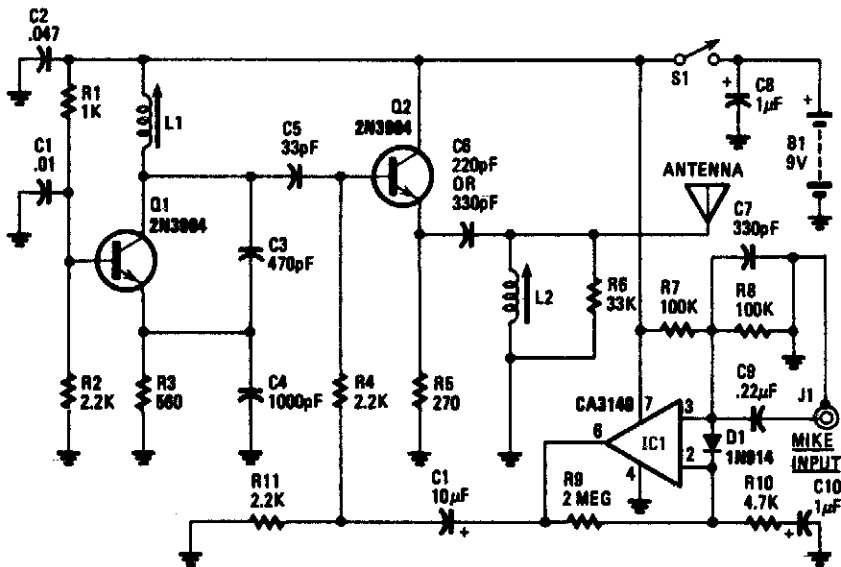 C2
.047
R1
1K
L1
C1
.01
Q1
2N3904
C5
33pF
Q2
2N3904
C6
220pF
OR
330pF
S1
+
C8
1µF
+
B1
9V
ANTENNA
C3
470pF
L2
R6
33K
C7
330pF
R7
100K
R8
100K
R2
2.2K
R3
560
C4
1000pF
R4
2.2K
R5
270
C9
.22µF
J1
CA3140
7
3
6
IC1
2
4
D1
1N914
MIKE
INPUT
R11
2.2K
C1
10µF
+
R9
2 MEG
R10
4.7K
+
C10
1µF